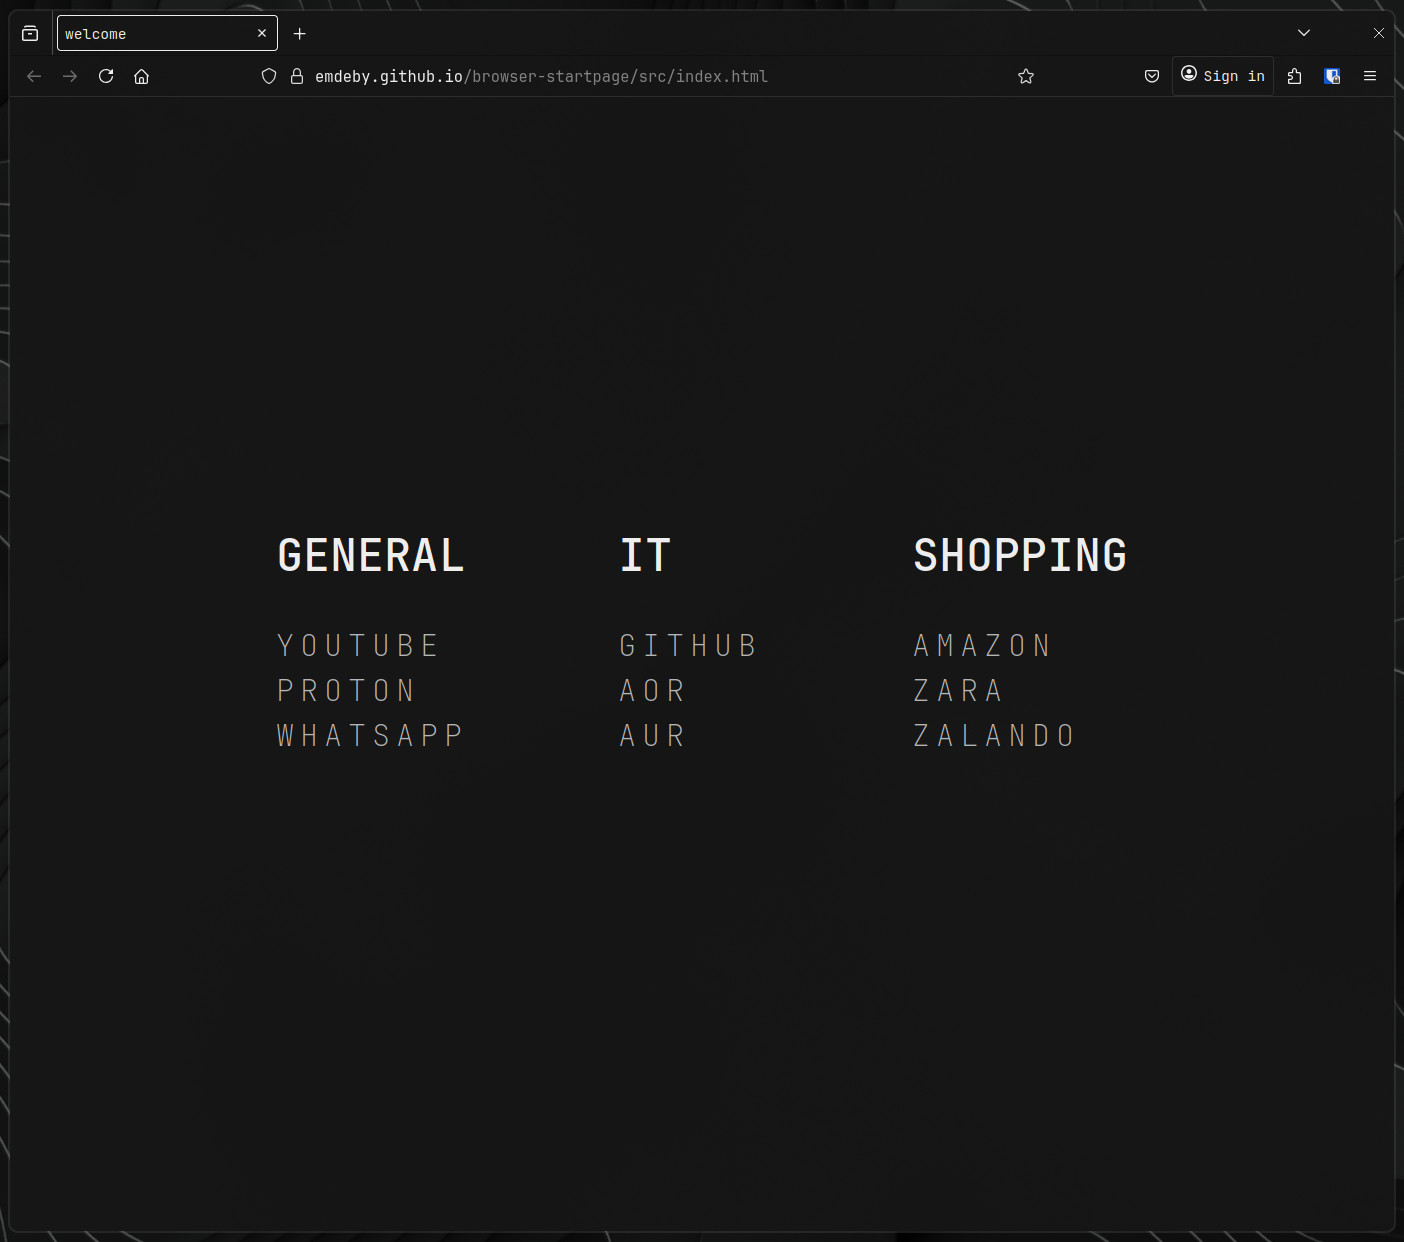 welcome
emdeby.github.io/browser-startpage/src/index.html
Sign in
GENERAL
YOUTUBE
PROTON
WHATSAPP
IT
GITHUB
AOR
AUR
SHOPPING
AMAZON
ZARA
ZALANDO